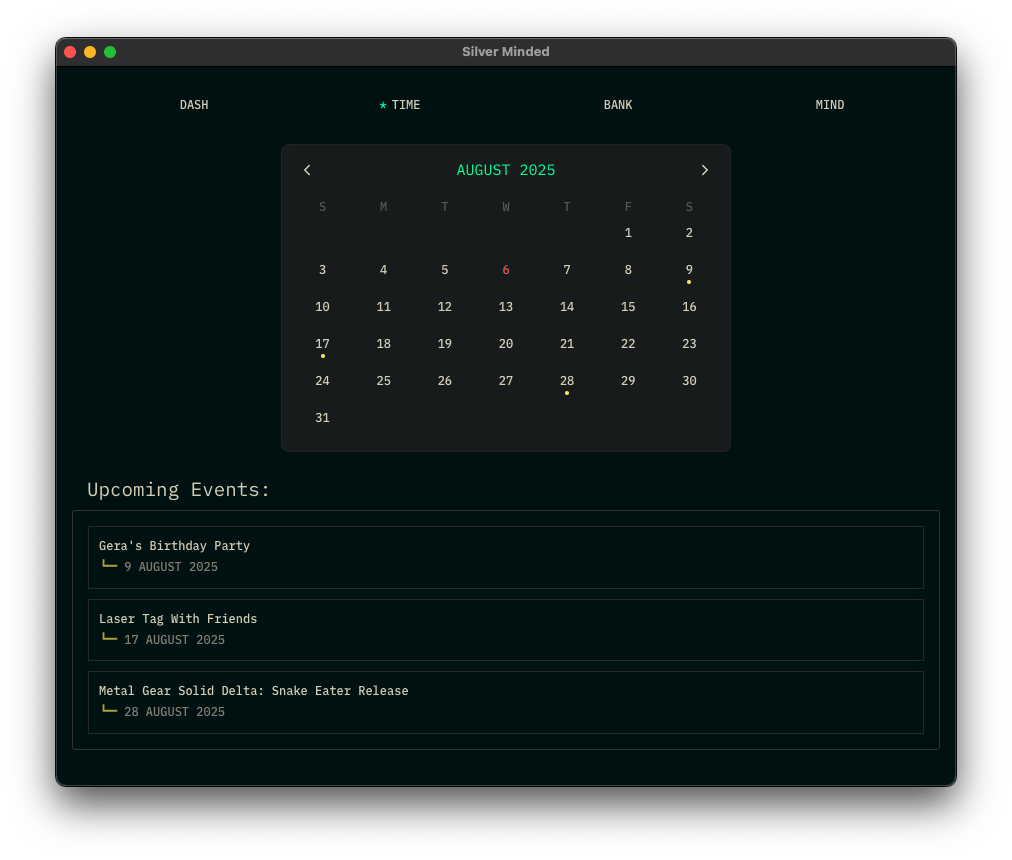 Silver Minded
DASH * TIME BANK MIND
< AUGUST 2025 >
S M T W T F S
1 2
3 4 5 6 7 8 9
10 11 12 13 14 15 16
17 18 19 20 21 22 23
24 25 26 27 28 29 30
31
Upcoming Events:
Gera's Birthday Party
9 AUGUST 2025
Laser Tag With Friends
17 AUGUST 2025
Metal Gear Solid Delta: Snake Eater Release
28 AUGUST 2025